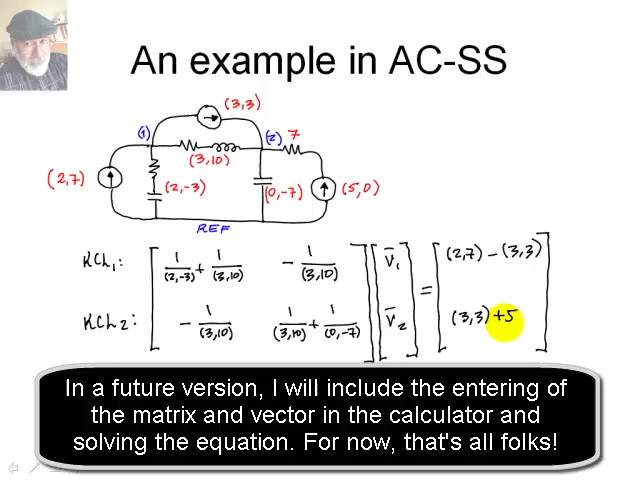 An example in AC-SS
(3,3)
(1)
(2) 7
(3,10)
(2,7)
(2,-3)
(0,-7)
(5,0)
REF
KCL1: 1/(2,-3) + 1/(3,10) - 1/(3,10) V̅1 = (2,7) - (3,3)
KCL2: - 1/(3,10) 1/(3,10) + 1/(0,-7) V̅2 (3,3) + 5
In a future version, I will include the entering of
the matrix and vector in the calculator and
solving the equation. For now, that's all folks!